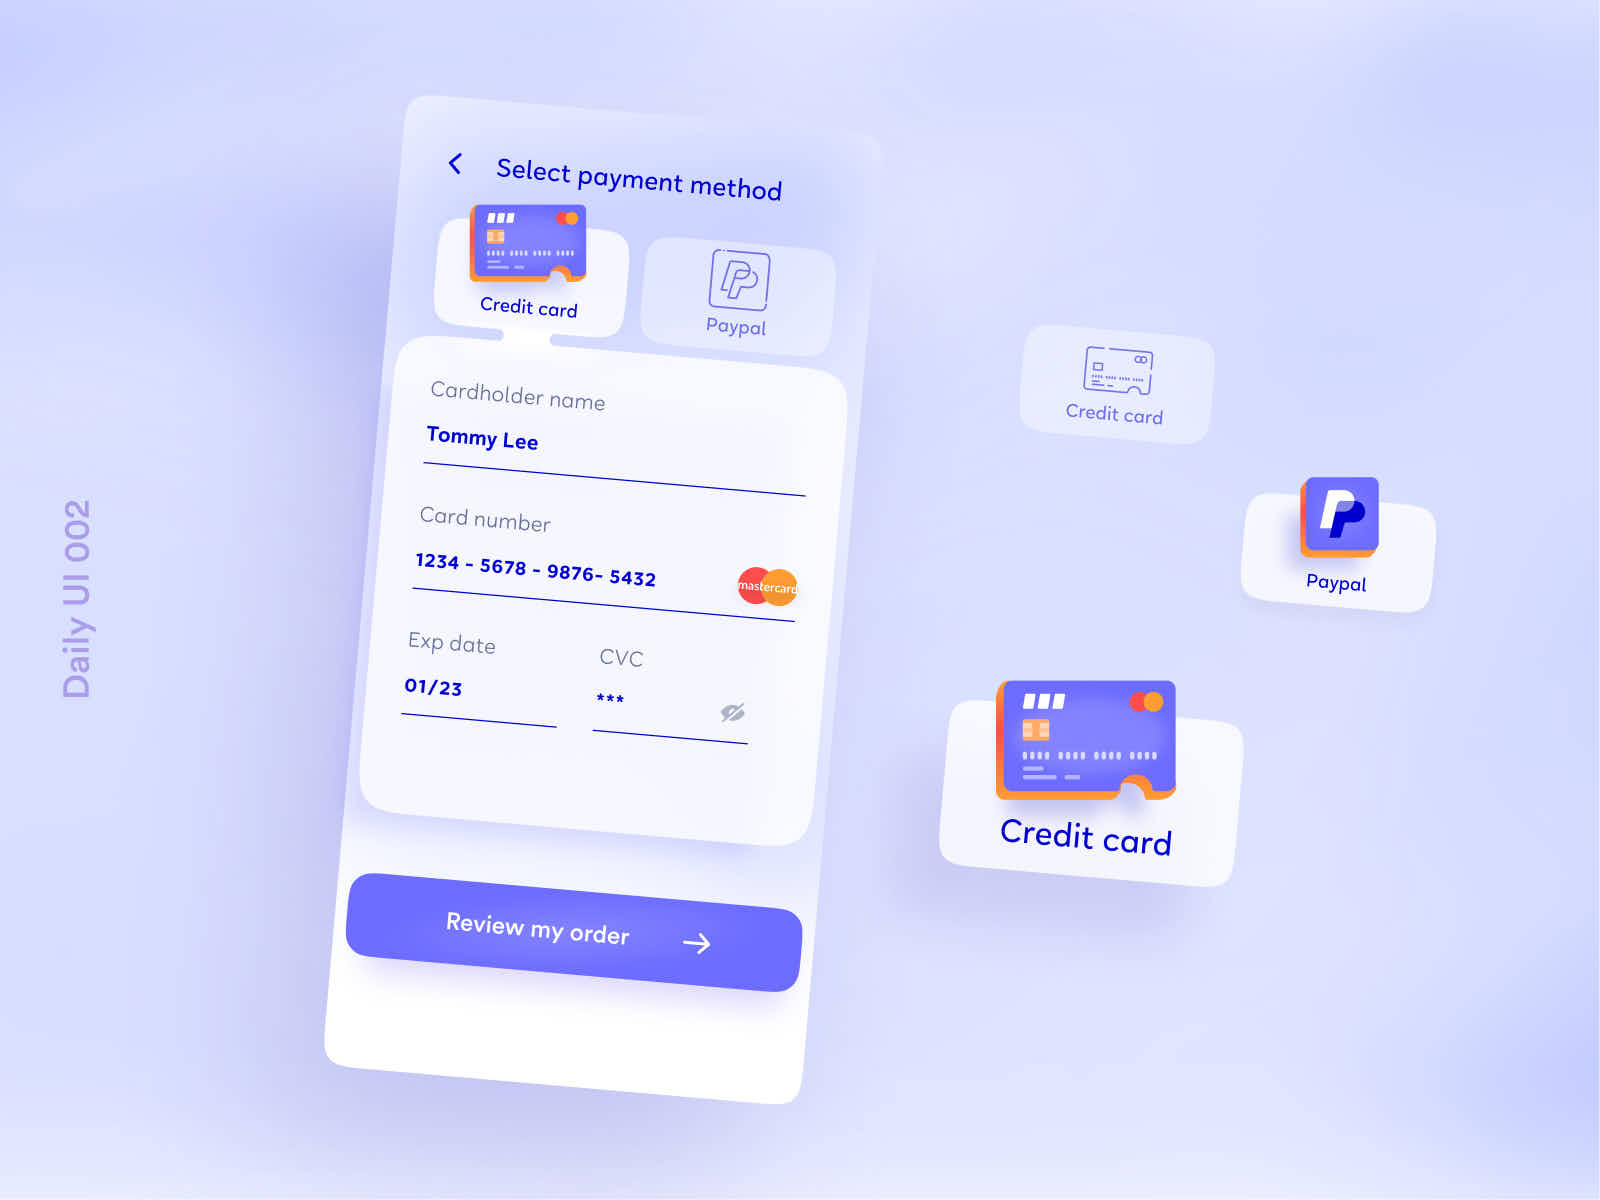 Daily UI 002
Select payment method
Credit card
Paypal
Cardholder name
Tommy Lee
Card number
1234 - 5678 - 9876- 5432
mastercard
Exp date
CVC
01/23
***
Review my order
Credit card
Paypal
Credit card